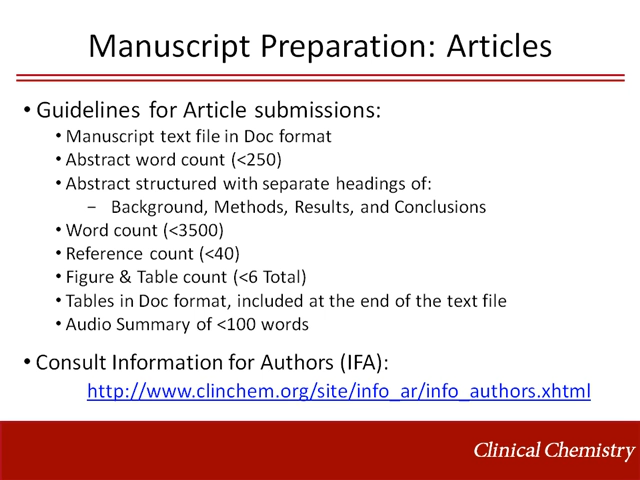 Manuscript Preparation: Articles
• Guidelines for Article submissions:
• Manuscript text file in Doc format
• Abstract word count (<250)
• Abstract structured with separate headings of:
− Background, Methods, Results, and Conclusions
• Word count (<3500)
• Reference count (<40)
• Figure & Table count (<6 Total)
• Tables in Doc format, included at the end of the text file
• Audio Summary of <100 words
• Consult Information for Authors (IFA):
http://www.clinchem.org/site/info_ar/info_authors.xhtml
Clinical Chemistry